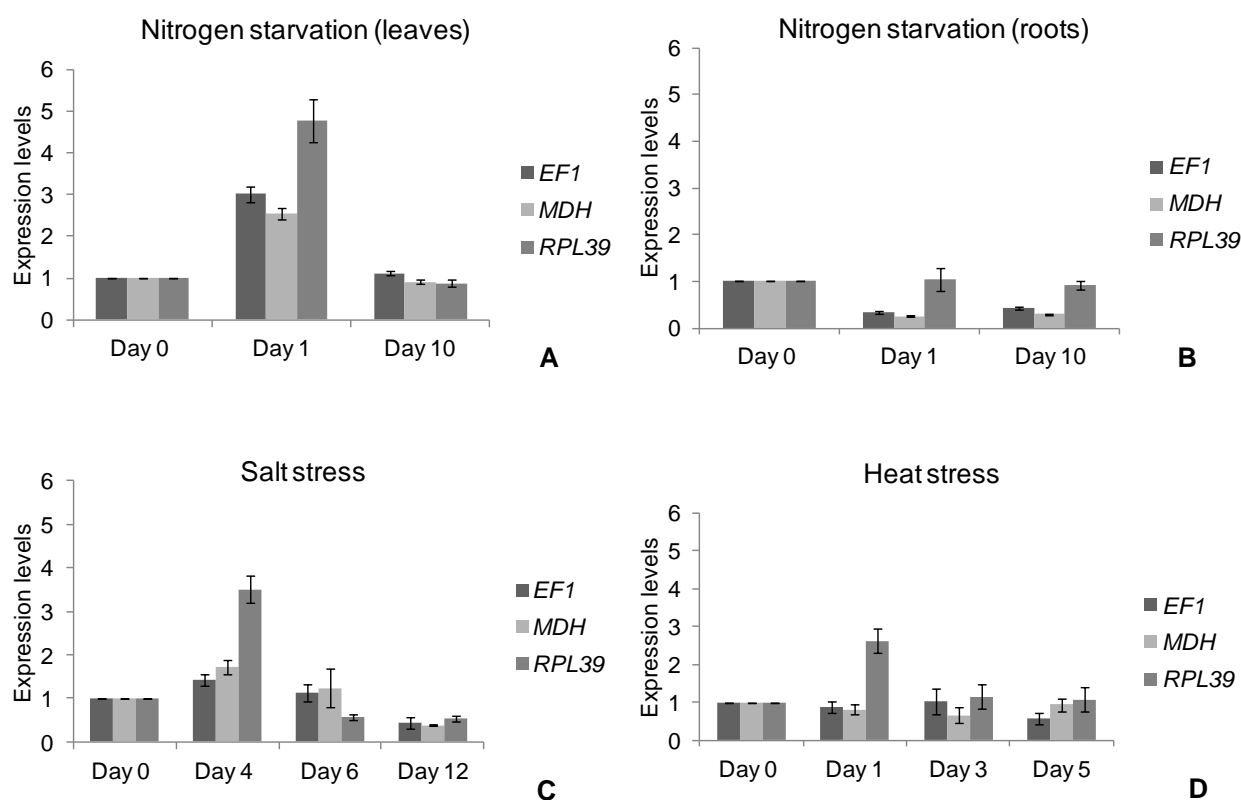 Nitrogen starvation (leaves)
6
5
4
3
2
1
0
Expression levels
Day 0 Day 1 Day 10
EF1
MDH
RPL39
A
Nitrogen starvation (roots)
6
5
4
3
2
1
0
Expression levels
Day 0 Day 1 Day 10
EF1
MDH
RPL39
B
Salt stress
6
5
4
3
2
1
0
Expression levels
Day 0 Day 4 Day 6 Day 12
EF1
MDH
RPL39
C
Heat stress
6
5
4
3
2
1
0
Expression levels
Day 0 Day 1 Day 3 Day 5
EF1
MDH
RPL39
D